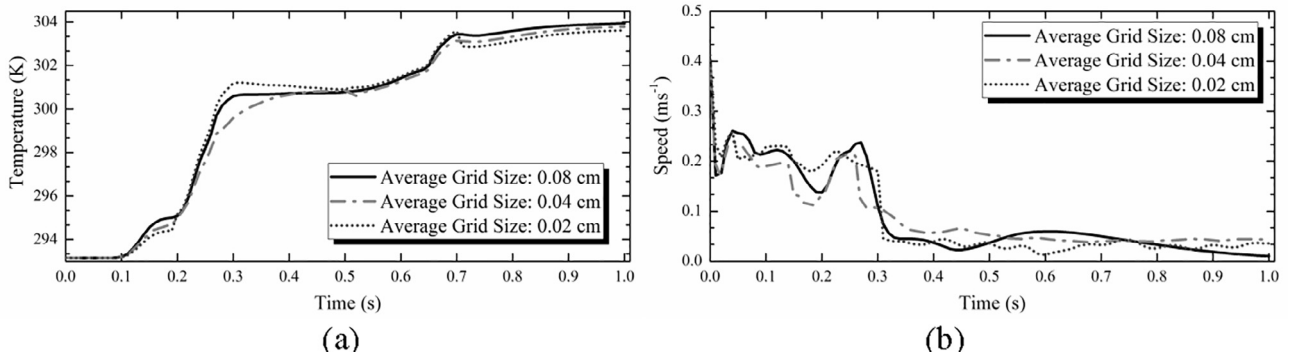 304
302
300
298
296
294
Temperature (K)
Average Grid Size: 0.08 cm
Average Grid Size: 0.04 cm
Average Grid Size: 0.02 cm
0.0 0.1 0.2 0.3 0.4 0.5 0.6 0.7 0.8 0.9 1.0
Time (s)
(a)
0.5
0.4
0.3
0.2
0.1
0.0
Speed (ms⁻¹)
Average Grid Size: 0.08 cm
Average Grid Size: 0.04 cm
Average Grid Size: 0.02 cm
0.0 0.1 0.2 0.3 0.4 0.5 0.6 0.7 0.8 0.9 1.0
Time (s)
(b)